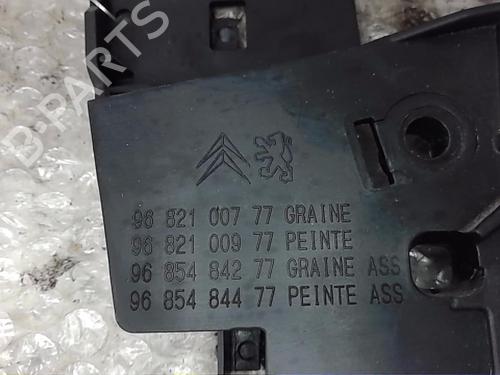 B-PARTS
96 821 007 77 GRAINE
96 821 009 77 PEINTE
96 854 842 77 GRAINE ASS
96 854 844 77 PEINTE ASS